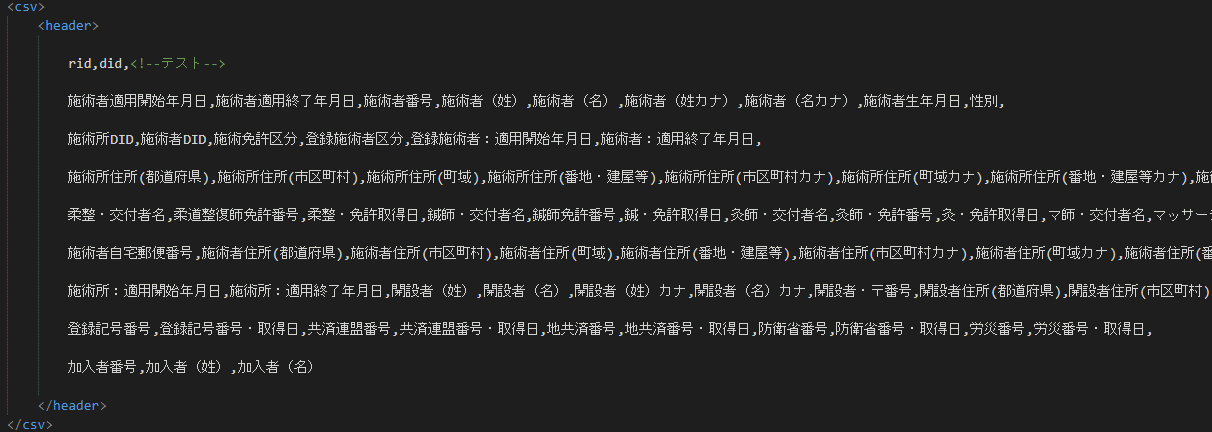 <csv>
<header>
rid,did,<!--テスト-->
施術者適用開始年月日,施術者適用終了年月日,施術者番号,施術者（姓）,施術者（名）,施術者（姓カナ）,施術者（名カナ）,施術者生年月日,性別,
施術所DID,施術者DID,施術免許区分,登録施術者区分,登録施術者：適用開始年月日,施術者：適用終了年月日,
施術所住所(都道府県),施術所住所(市区町村),施術所住所(町域),施術所住所(番地・建屋等),施術所住所(市区町村カナ),施術所住所(町域カナ),施術所住所(番地・建屋等カナ),施
柔整・交付者名,柔道整復師免許番号,柔整・免許取得日,鍼師・交付者名,鍼師免許番号,鍼・免許取得日,灸師・交付者名,灸師・免許番号,灸・免許取得日,マ師・交付者名,マッサー
施術者自宅郵便番号,施術者住所(都道府県),施術者住所(市区町村),施術者住所(町域),施術者住所(番地・建屋等),施術者住所(市区町村カナ),施術者住所(町域カナ),施術者住所(番
施術所：適用開始年月日,施術所：適用終了年月日,開設者（姓）,開設者（名）,開設者（姓）カナ,開設者（名）カナ,開設者・〒番号,開設者住所(都道府県),開設者住所(市区町村)
登録記号番号,登録記号番号・取得日,共済連盟番号,共済連盟番号・取得日,地共済番号,地共済番号・取得日,防衛省番号,防衛省番号・取得日,労災番号,労災番号・取得日,
加入者番号,加入者（姓）,加入者（名）
</header>
</csv>